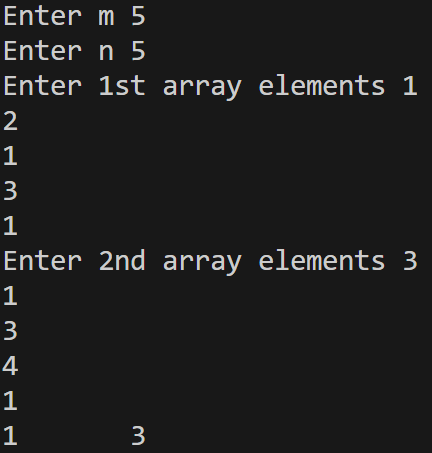 Enter m 5
Enter n 5
Enter 1st array elements 1
2
1
3
1
Enter 2nd array elements 3
1
3
4
1
1       3